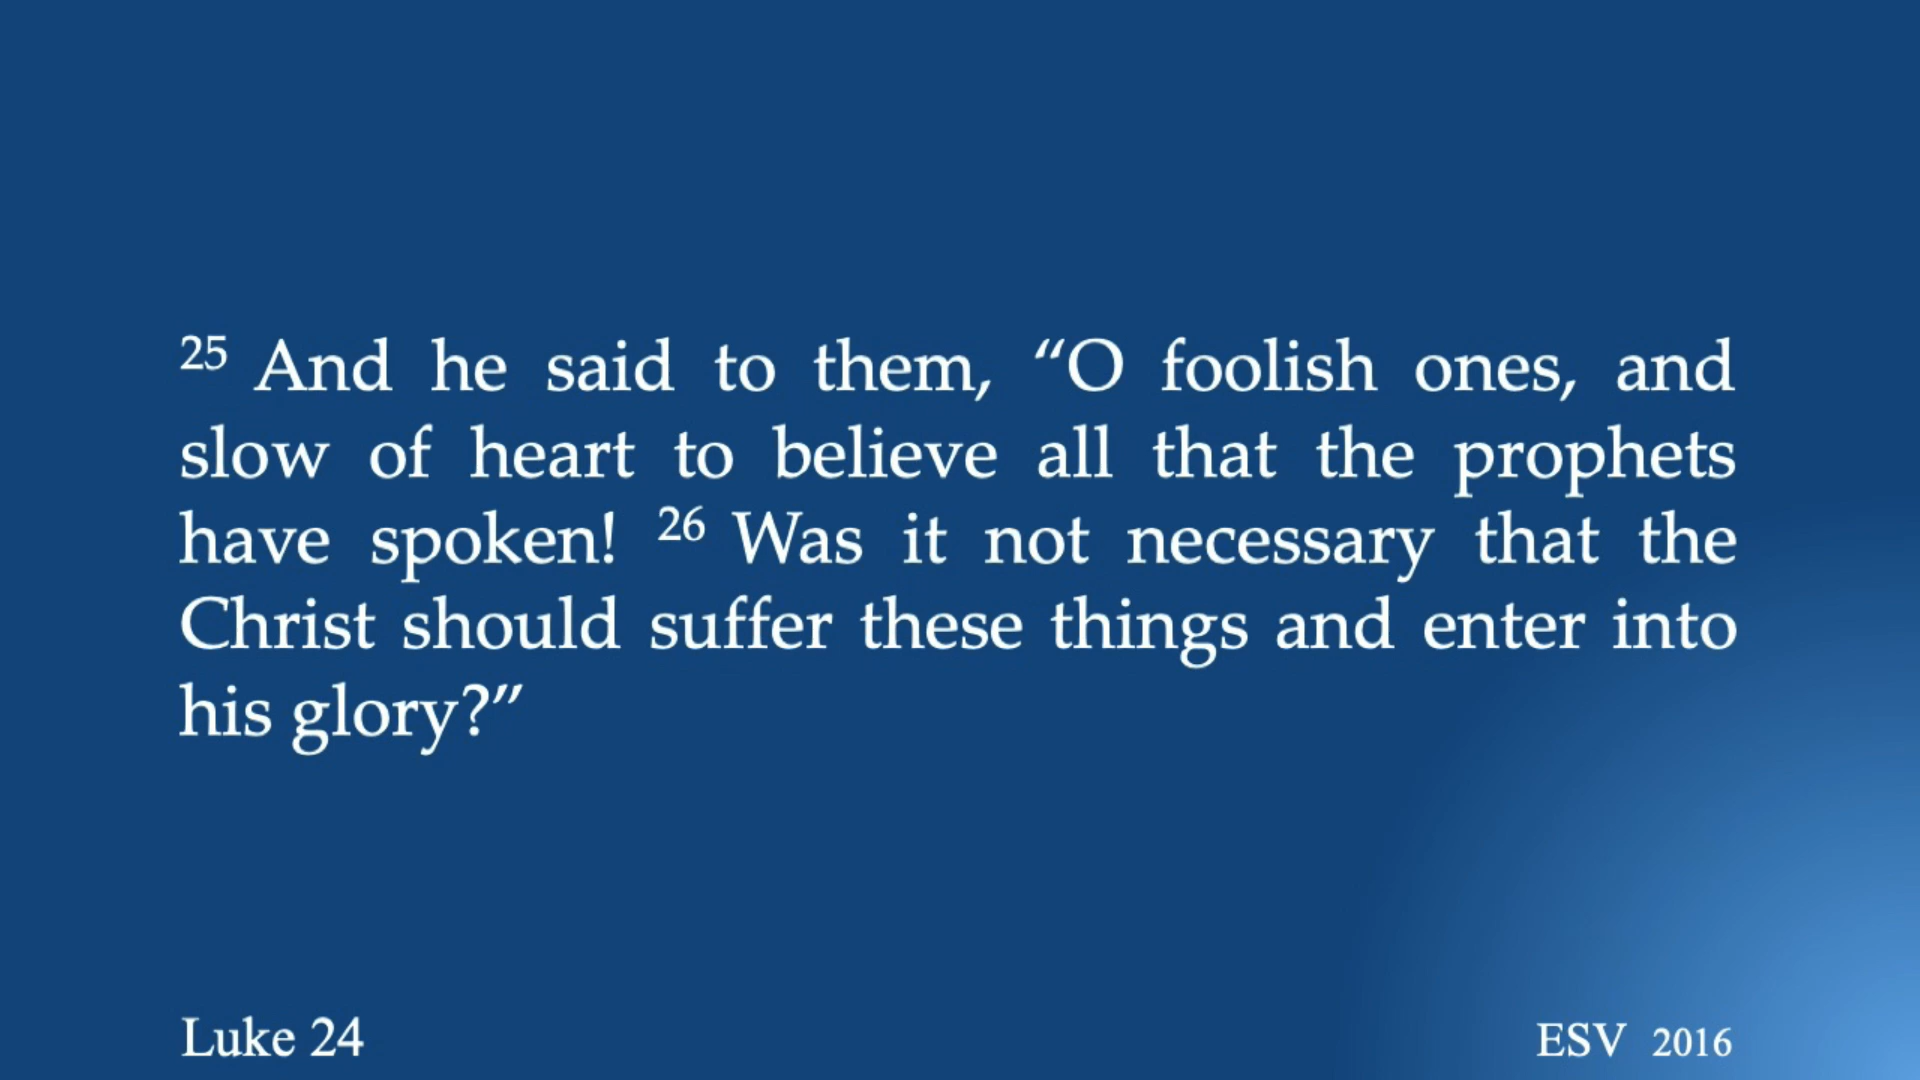 25 And he said to them, “O foolish ones, and
slow of heart to believe all that the prophets
have spoken! 26 Was it not necessary that the
Christ should suffer these things and enter into
his glory?”
Luke 24
ESV 2016